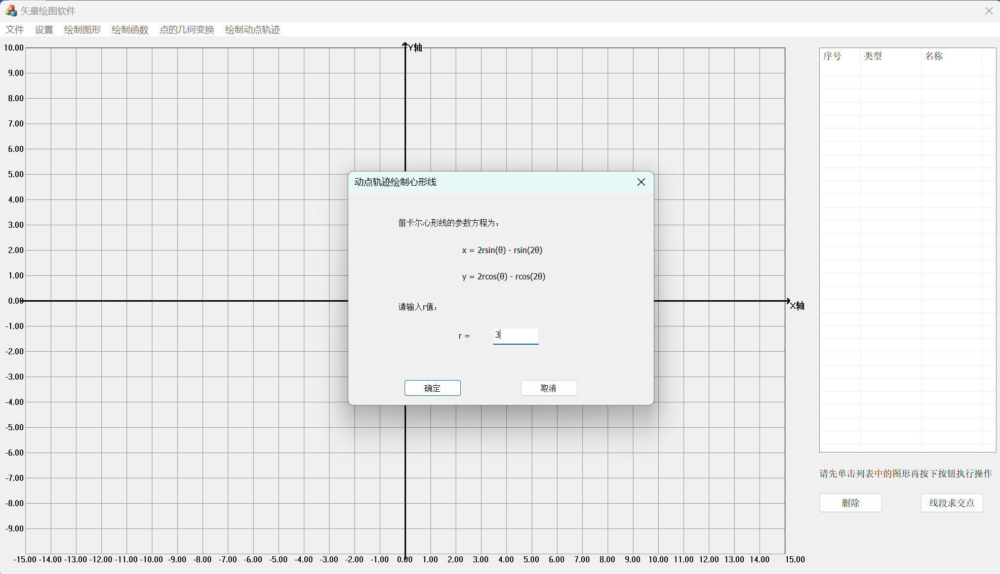 矢量绘图软件
文件 设置 绘制图形 绘制函数 点的几何变换 绘制动点轨迹
10.00
9.00
8.00
7.00
6.00
5.00
4.00
3.00
2.00
1.00
0.00
-1.00
-2.00
-3.00
-4.00
-5.00
-6.00
-7.00
-8.00
-9.00
Y轴
X轴
-15.00 -14.00 -13.00 -12.00 -11.00 -10.00 -9.00 -8.00 -7.00 -6.00 -5.00 -4.00 -3.00 -2.00 -1.00 0.00 1.00 2.00 3.00 4.00 5.00 6.00 7.00 8.00 9.00 10.00 11.00 12.00 13.00 14.00 15.00
动点轨迹绘制心形线
笛卡尔心形线的参数方程为：
x = 2rsin(θ) - rsin(2θ)
y = 2rcos(θ) - rcos(2θ)
请输入r值：
r = 3
确定 取消
序号 类型 名称
请先单击列表中的图形再按下按钮执行操作
删除 线段求交点